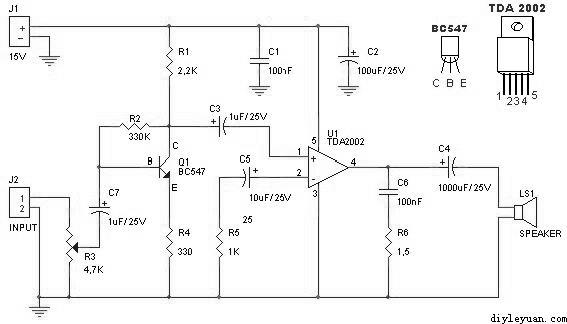 J1
+
-
15V
R1
2,2K
C1
100nF
C2
+
100uF/25V
BC547
C B E
TDA 2002
1 2 3 4 5
R2
330K
C3
+
1uF/25V
C
B
E
Q1
BC547
U1
TDA2002
5
1
+
2
-
4
3
C4
+
1000uF/25V
C5
+
10uF/25V
C6
100nF
LS1
SPEAKER
J2
1
2
INPUT
C7
+
1uF/25V
R3
4,7K
R4
330
25
R5
1K
R6
1,5
diyleyuan.com